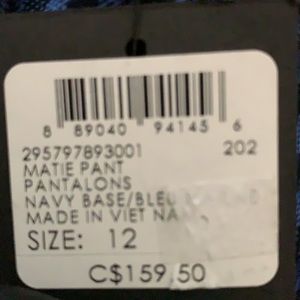 8 89040 94145 6
295797893001 202
MATIE PANT
PANTALONS
NAVY BASE/BLEU
MADE IN VIET NAM
SIZE: 12
C$159.50